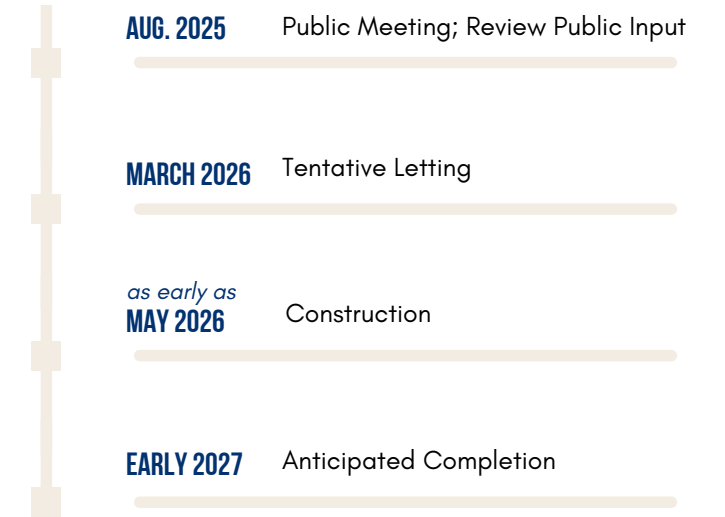 AUG. 2025 Public Meeting; Review Public Input
MARCH 2026 Tentative Letting
as early as
MAY 2026 Construction
EARLY 2027 Anticipated Completion